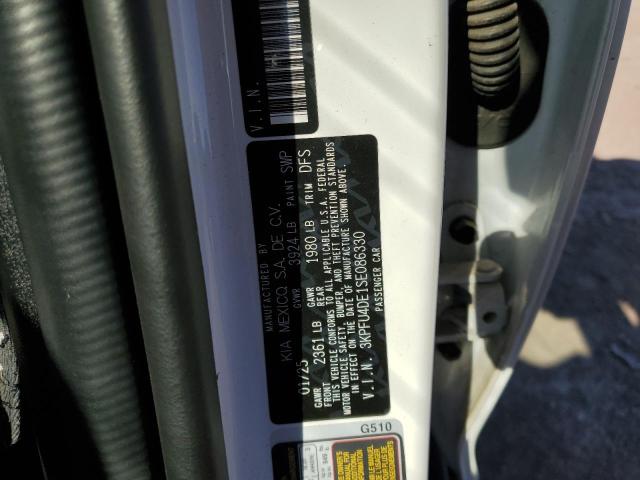 V.I.N.
MANUFACTURED BY
KIA MEXICO, S.A. DE C.V.
01/25 GVWR 3924 LB PAINT SWP
GAWR FRONT 2361 LB GAWR REAR 1980 LB TRIM DFS
THIS VEHICLE CONFORMS TO ALL APPLICABLE U.S.A. FEDERAL
MOTOR VEHICLE SAFETY, BUMPER, AND THEFT PREVENTION STANDARDS
IN EFFECT ON THE DATE OF MANUFACTURE SHOWN ABOVE.
V.I.N. 3KPFU4DE1SE086330
PASSENGER CAR
G510